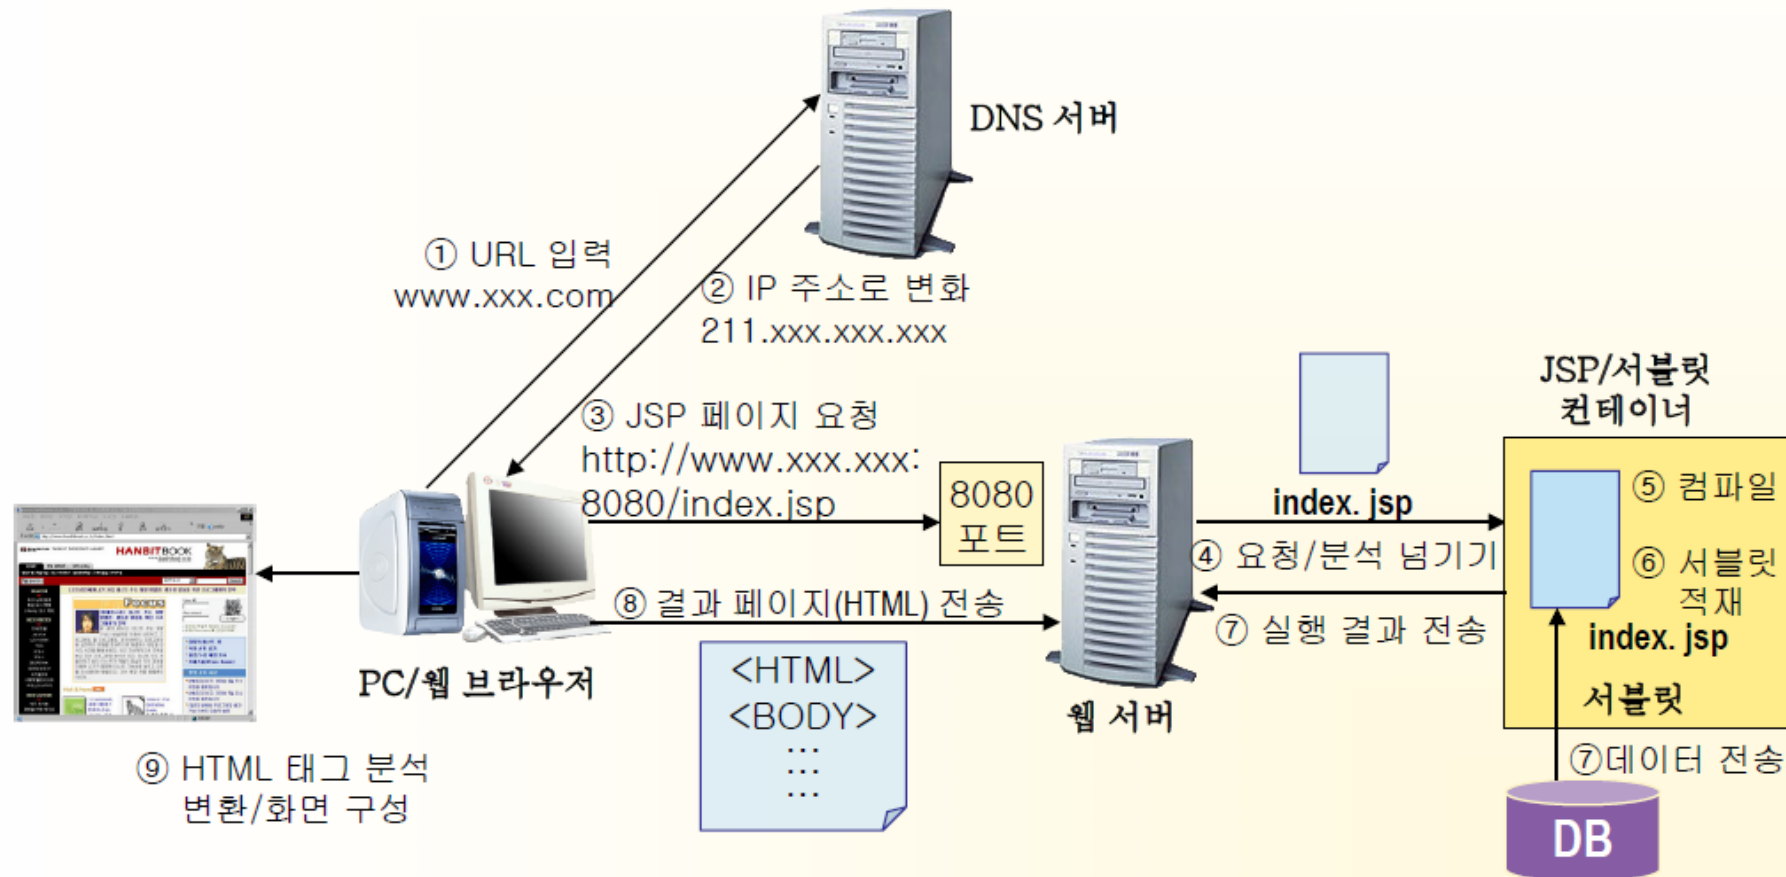 DNS 서버
① URL 입력
www.xxx.com
② IP 주소로 변화
211.xxx.xxx.xxx
③ JSP 페이지 요청
http://www.xxx.xxx:
8080/index.jsp
8080
포트
index. jsp
④ 요청/분석 넘기기
⑦ 실행 결과 전송
JSP/서블릿
컨테이너
⑤ 컴파일
⑥ 서블릿
적재
index. jsp
서블릿
⑦데이터 전송
DB
⑧ 결과 페이지(HTML) 전송
<HTML>
<BODY>
...
...
...
PC/웹 브라우저
웹 서버
HANBITBOOK
⑨ HTML 태그 분석
변환/화면 구성